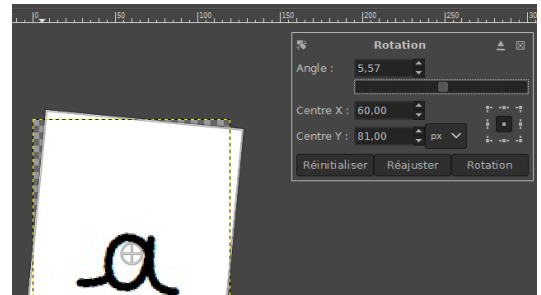 0 50 100 150 200 250 30
Rotation
Angle : 5,57
Centre X : 60,00
Centre Y : 81,00 px
Réinitialiser Réajuster Rotation
a